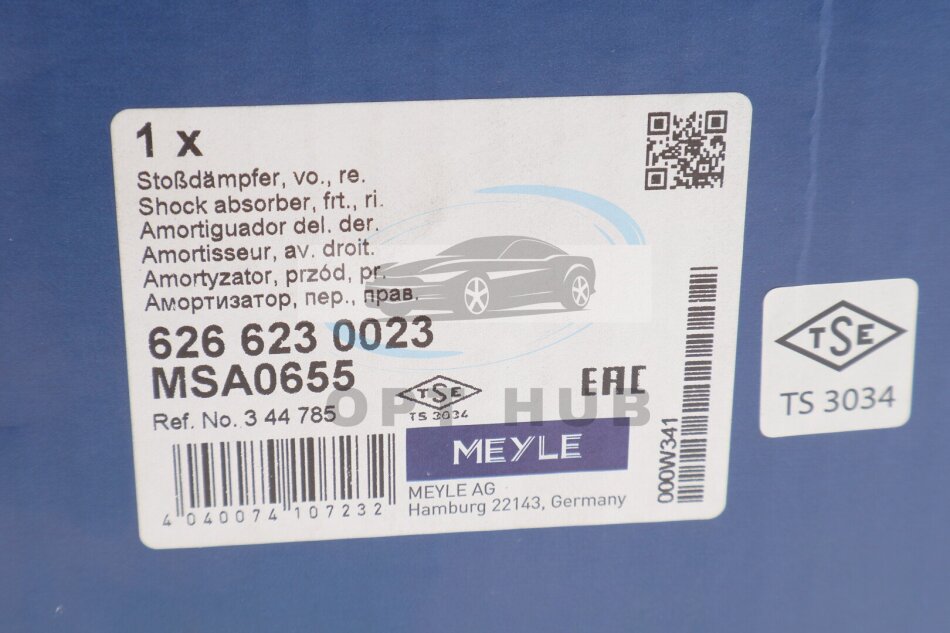 1 x
Stoßdämpfer, vo., re.
Shock absorber, frt., ri.
Amortiguador del. der.
Amortisseur, av. droit.
Amortyzator, przód, pr.
Амортизатор, пер., прав.
626 623 0023
MSA0655
Ref. No. 3 44 785
TSE
TS 3034
EAC
OPT HUB
MEYLE
MEYLE AG
Hamburg 22143, Germany
4 040074 107232
000W341
TSE
TS 3034